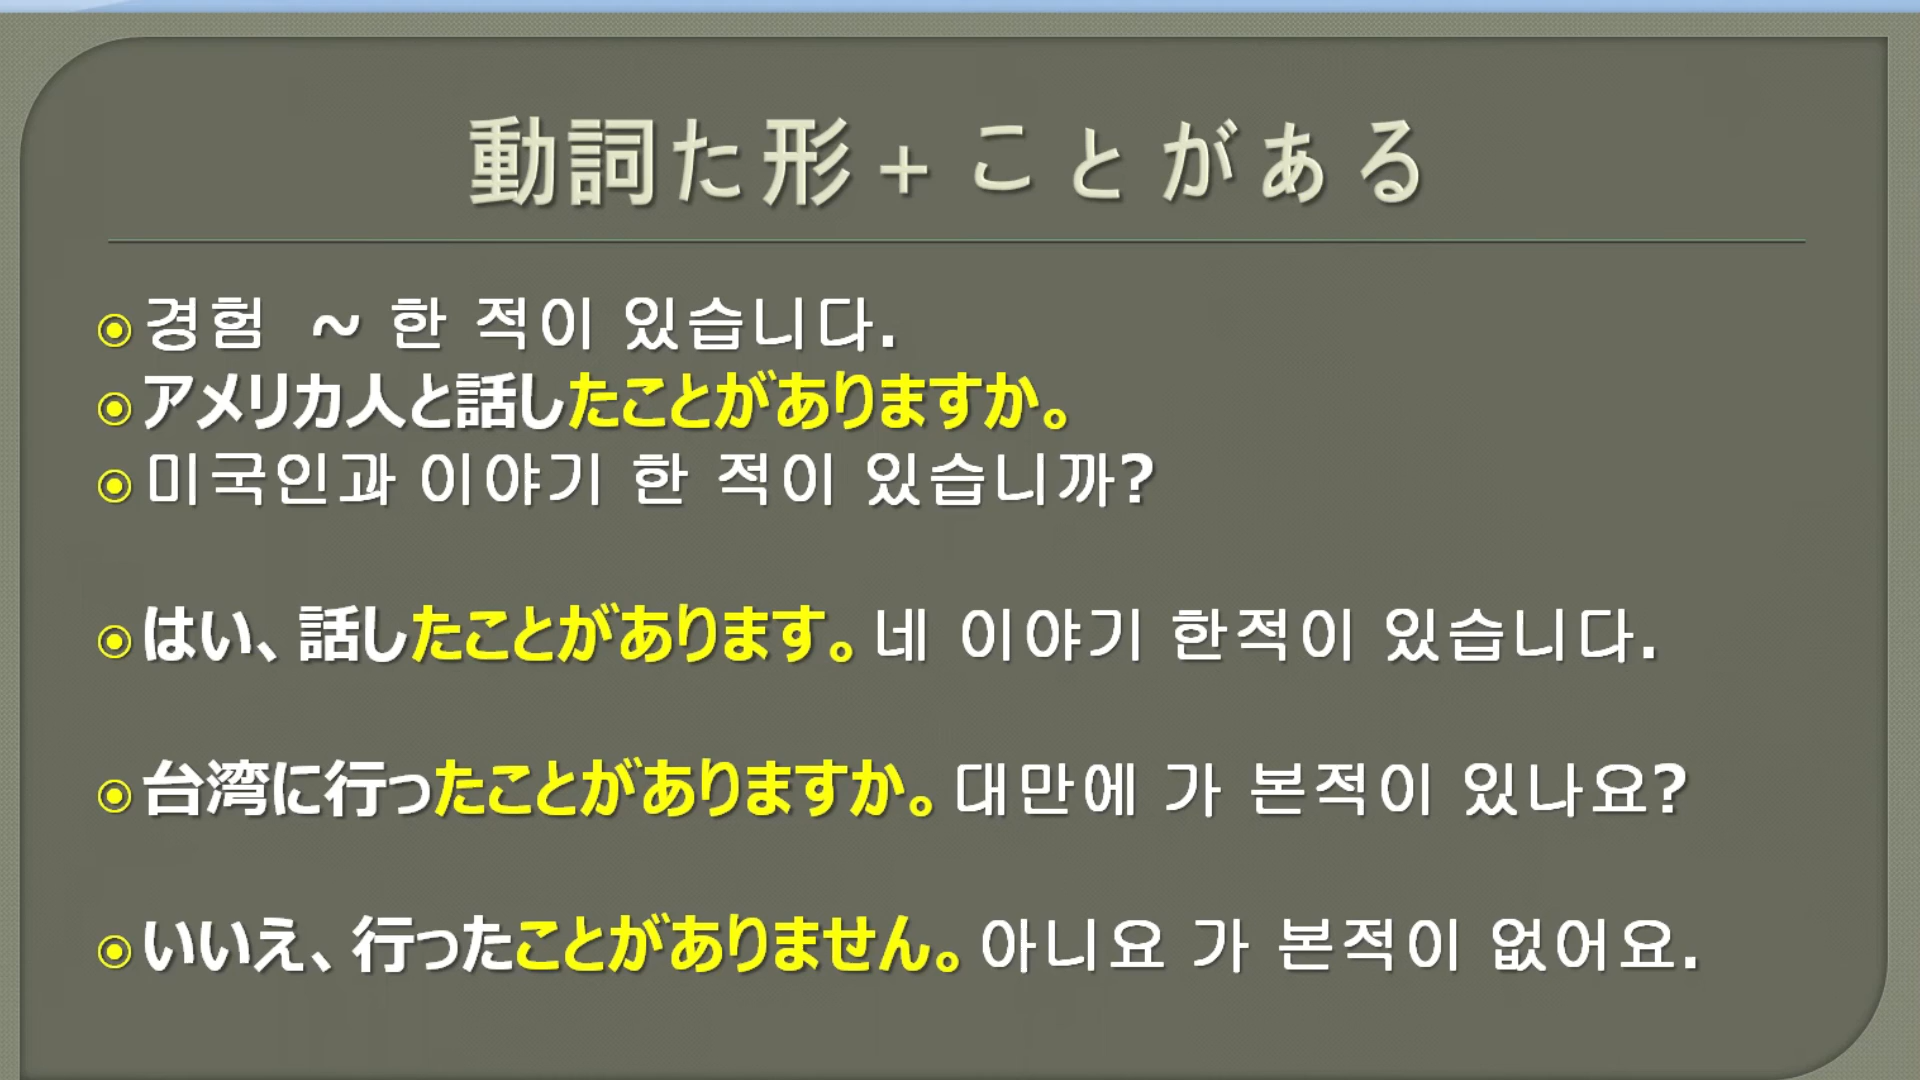 動詞た形＋ことがある
경험 ~ 한 적이 있습니다.
アメリカ人と話したことがありますか。
미국인과 이야기 한 적이 있습니까?
はい、話したことがあります。네 이야기 한적이 있습니다.
台湾に行ったことがありますか。대만에 가 본적이 있나요?
いいえ、行ったことがありません。아니요 가 본적이 없어요.